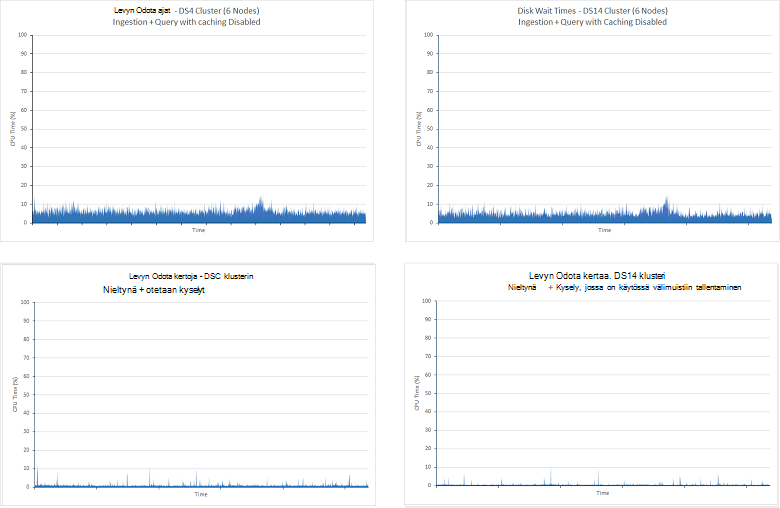 Levyn Odota ajat - DS4 Cluster (6 Nodes)
Ingestion + Query with caching Disabled
100
90
80
70
60
50
40
30
20
10
0
CPU Time (%)
Time
Disk Wait Times - DS14 Cluster (6 Nodes)
Ingestion + Query with Caching Disabled
100
90
80
70
60
50
40
30
20
10
0
CPU Time (%)
Time
Levyn Odota kertoja - DSC klusterin
Nieltynä + otetaan kyselyt
100
90
80
70
60
50
40
30
20
10
0
CPU Time (%)
Time
Levyn Odota kertaa. DS14 klusteri
Nieltynä + Kysely, jossa on käytössä välimuistiin tallentaminen
100
90
80
70
60
50
40
30
20
10
0
CPU Time (%)
Time